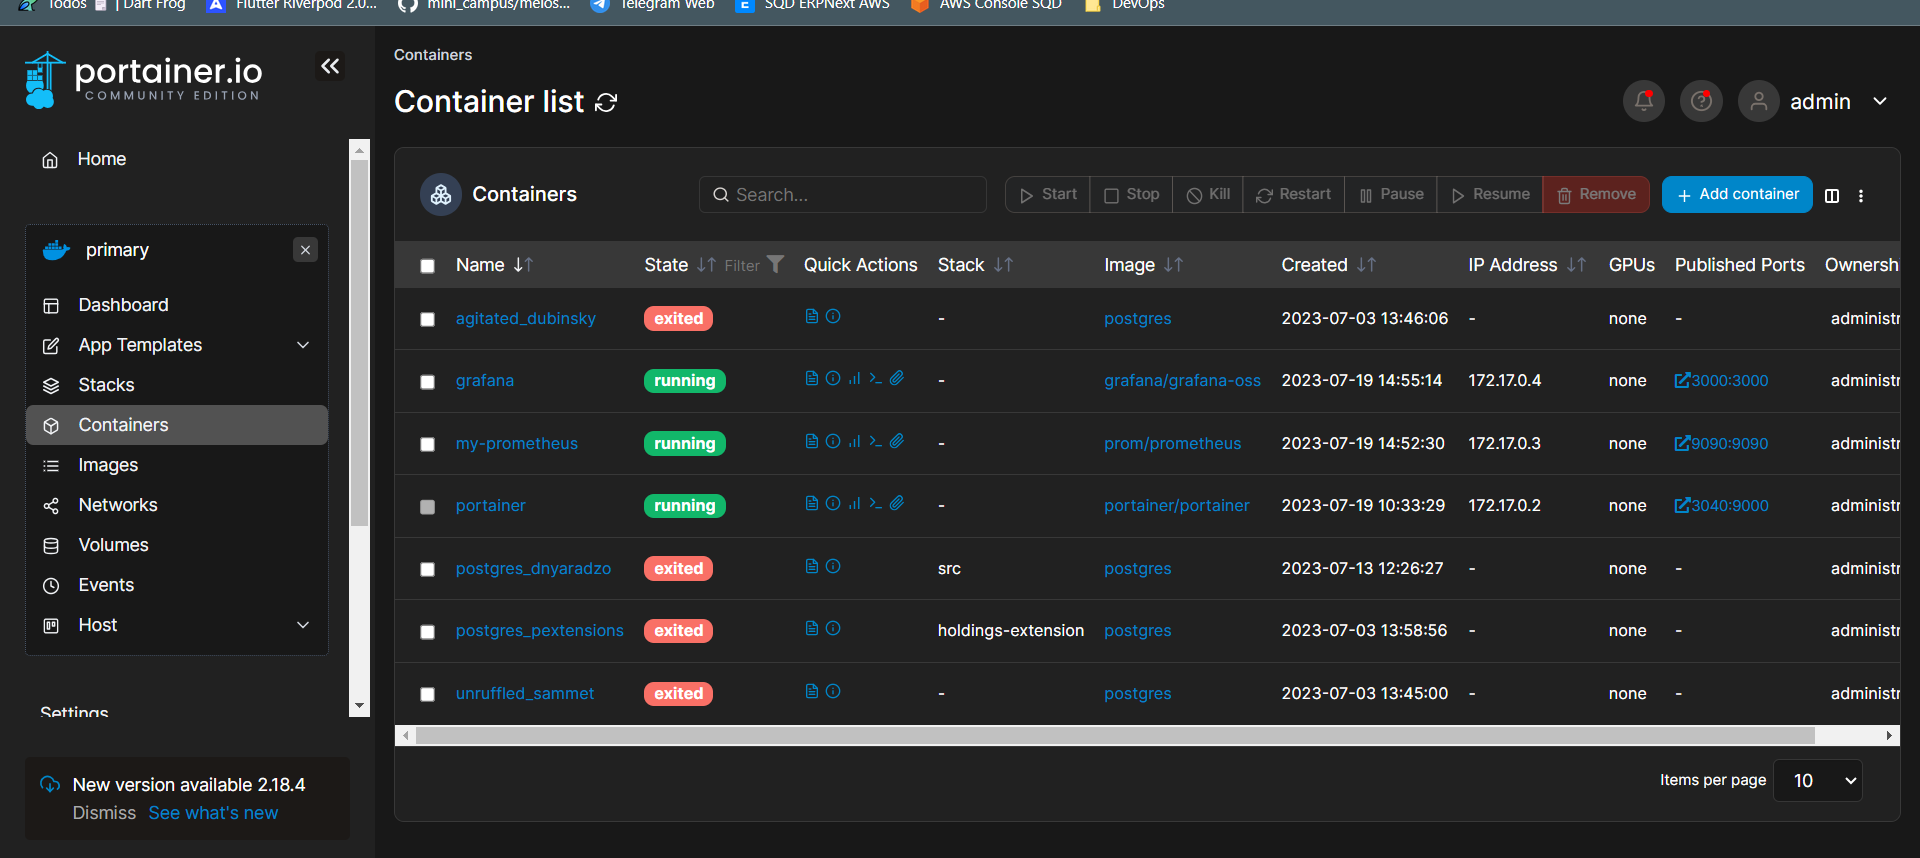 Todos
| Dart Frog
Flutter Riverpod 2.0...
mini_campus/melos...
Telegram Web
SQD ERPNext AWS
AWS Console SQD
DevOps
portainer.io
COMMUNITY EDITION
Home
primary
Dashboard
App Templates
Stacks
Containers
Images
Networks
Volumes
Events
Host
Settings
New version available 2.18.4
Dismiss See what's new
Containers
Container list
admin
Containers
Search...
Start Stop Kill Restart Pause Resume Remove
Add container
Name State Filter Quick Actions Stack Image Created IP Address GPUs Published Ports Ownersh
agitated_dubinsky exited - postgres 2023-07-03 13:46:06 - none - administr
grafana running - grafana/grafana-oss 2023-07-19 14:55:14 172.17.0.4 none 3000:3000 administr
my-prometheus running - prom/prometheus 2023-07-19 14:52:30 172.17.0.3 none 9090:9090 administr
portainer running - portainer/portainer 2023-07-19 10:33:29 172.17.0.2 none 3040:9000 administr
postgres_dnyaradzo exited src postgres 2023-07-13 12:26:27 - none - administr
postgres_pextensions exited holdings-extension postgres 2023-07-03 13:58:56 - none - administr
unruffled_sammet exited - postgres 2023-07-03 13:45:00 - none - administr
Items per page 10